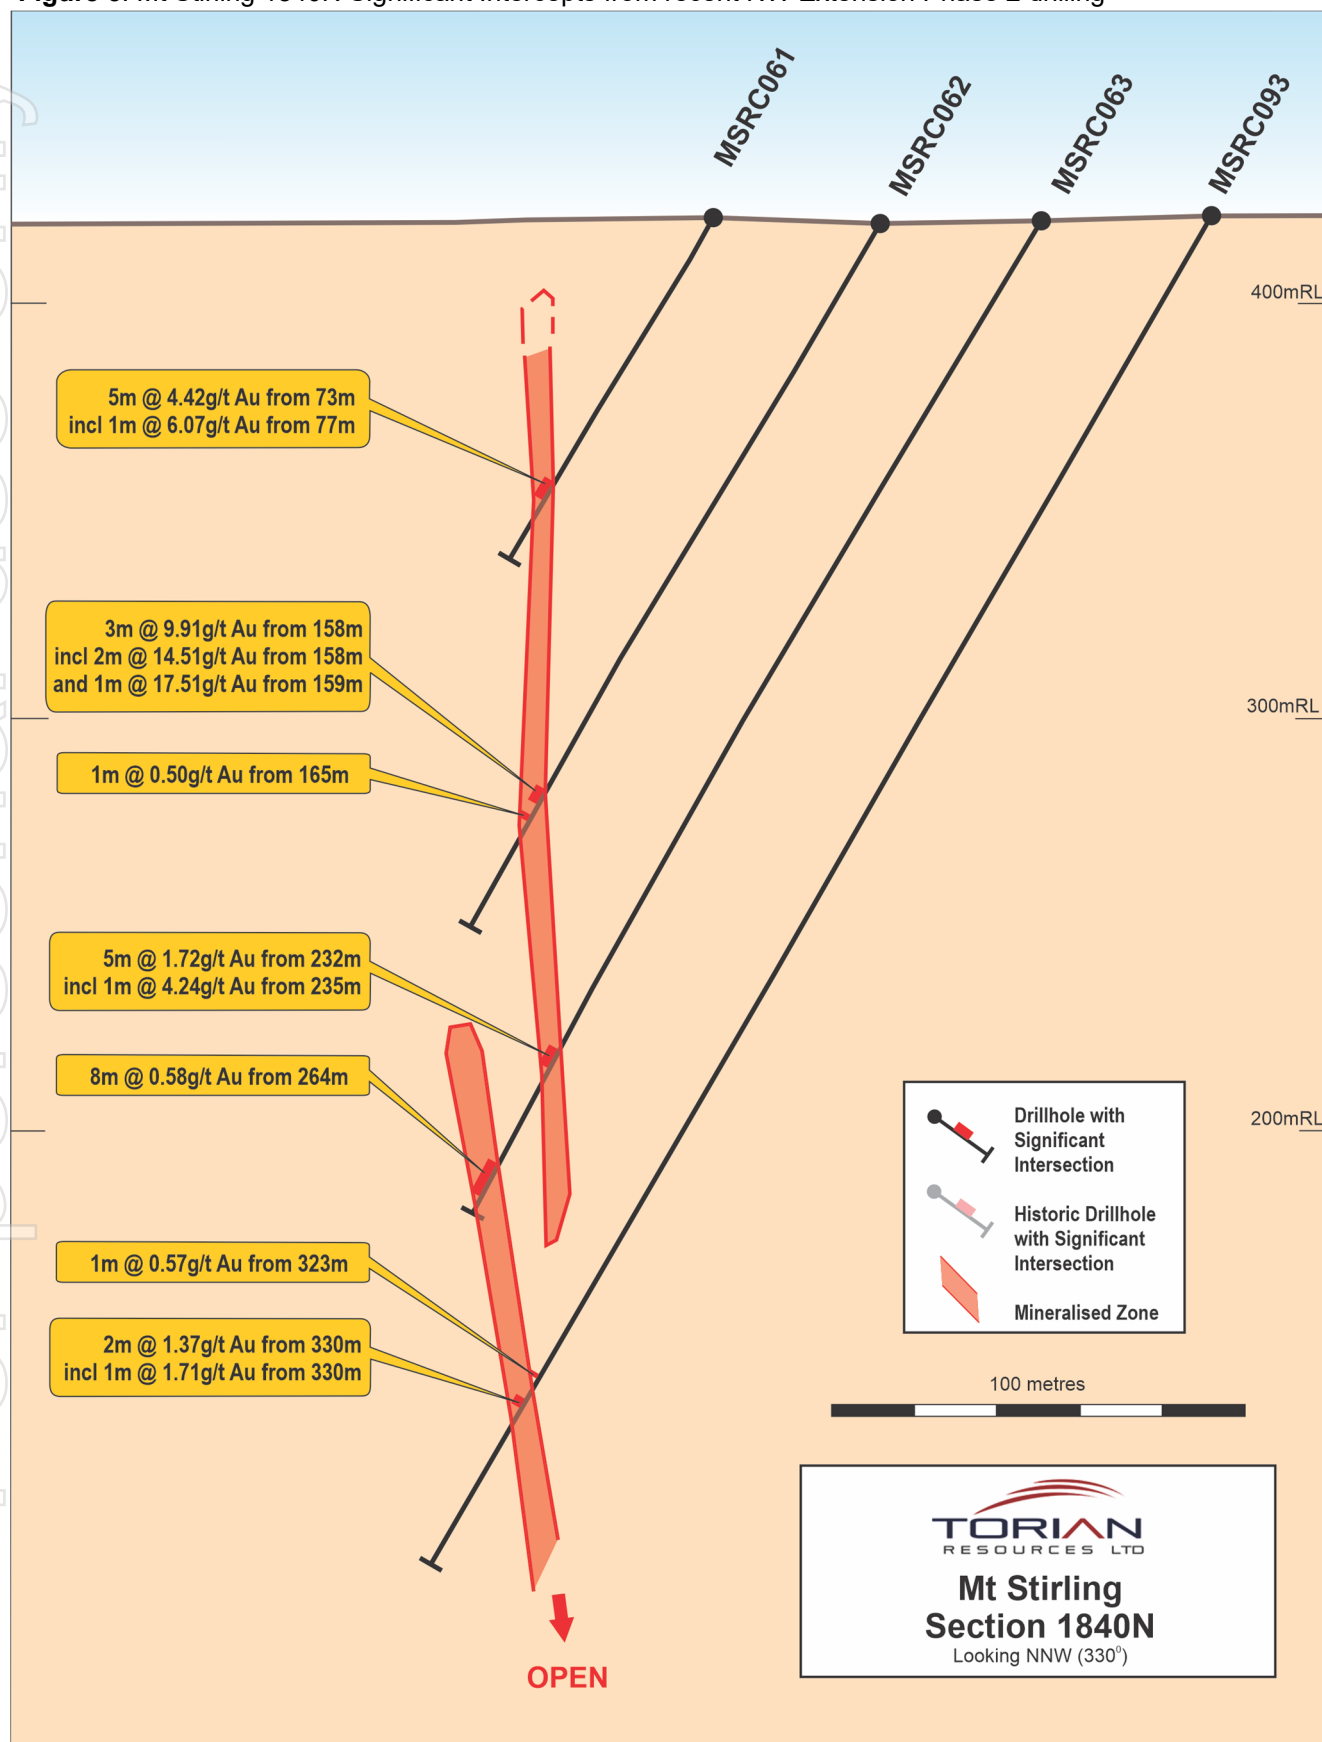 MSRC061
MSRC062
MSRC063
MSRC093
400mRL
5m @ 4.42g/t Au from 73m
incl 1m @ 6.07g/t Au from 77m
3m @ 9.91g/t Au from 158m
incl 2m @ 14.51g/t Au from 158m
and 1m @ 17.51g/t Au from 159m
300mRL
1m @ 0.50g/t Au from 165m
5m @ 1.72g/t Au from 232m
incl 1m @ 4.24g/t Au from 235m
8m @ 0.58g/t Au from 264m
200mRL
1m @ 0.57g/t Au from 323m
2m @ 1.37g/t Au from 330m
incl 1m @ 1.71g/t Au from 330m
OPEN
Drillhole with
Significant
Intersection
Historic Drillhole
with Significant
Intersection
Mineralised Zone
100 metres
TORIAN
RESOURCES LTD
Mt Stirling
Section 1840N
Looking NNW (330⁰)